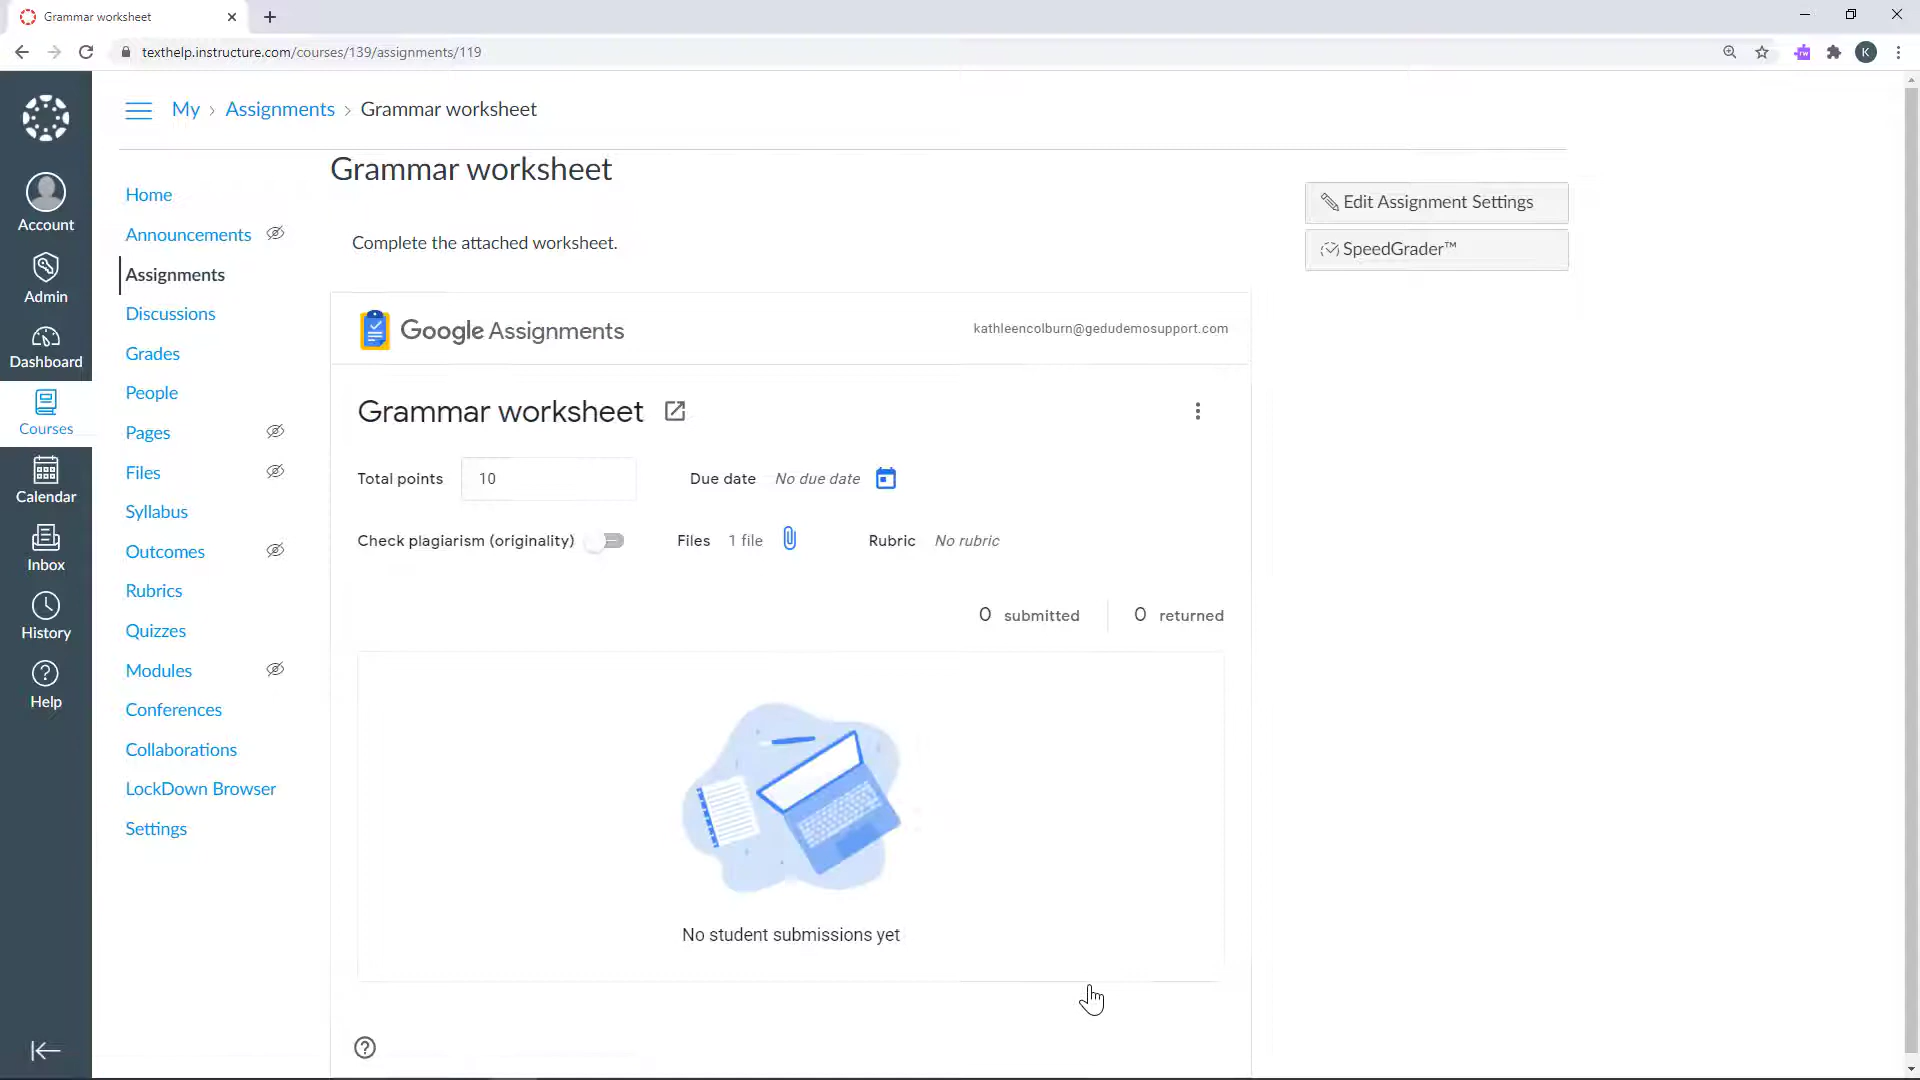 Grammar worksheet
texthelp.instructure.com/courses/139/assignments/119
K
My > Assignments > Grammar worksheet
Grammar worksheet
Complete the attached worksheet.
Edit Assignment Settings
SpeedGrader™
Account
Admin
Dashboard
Courses
Calendar
Inbox
History
Help
Home
Announcements
Assignments
Discussions
Grades
People
Pages
Files
Syllabus
Outcomes
Rubrics
Quizzes
Modules
Conferences
Collaborations
LockDown Browser
Settings
Google Assignments
kathleencolburn@gedudemosupport.com
Grammar worksheet
Total points 10 Due date No due date
Check plagiarism (originality) Files 1 file Rubric No rubric
0 submitted 0 returned
No student submissions yet